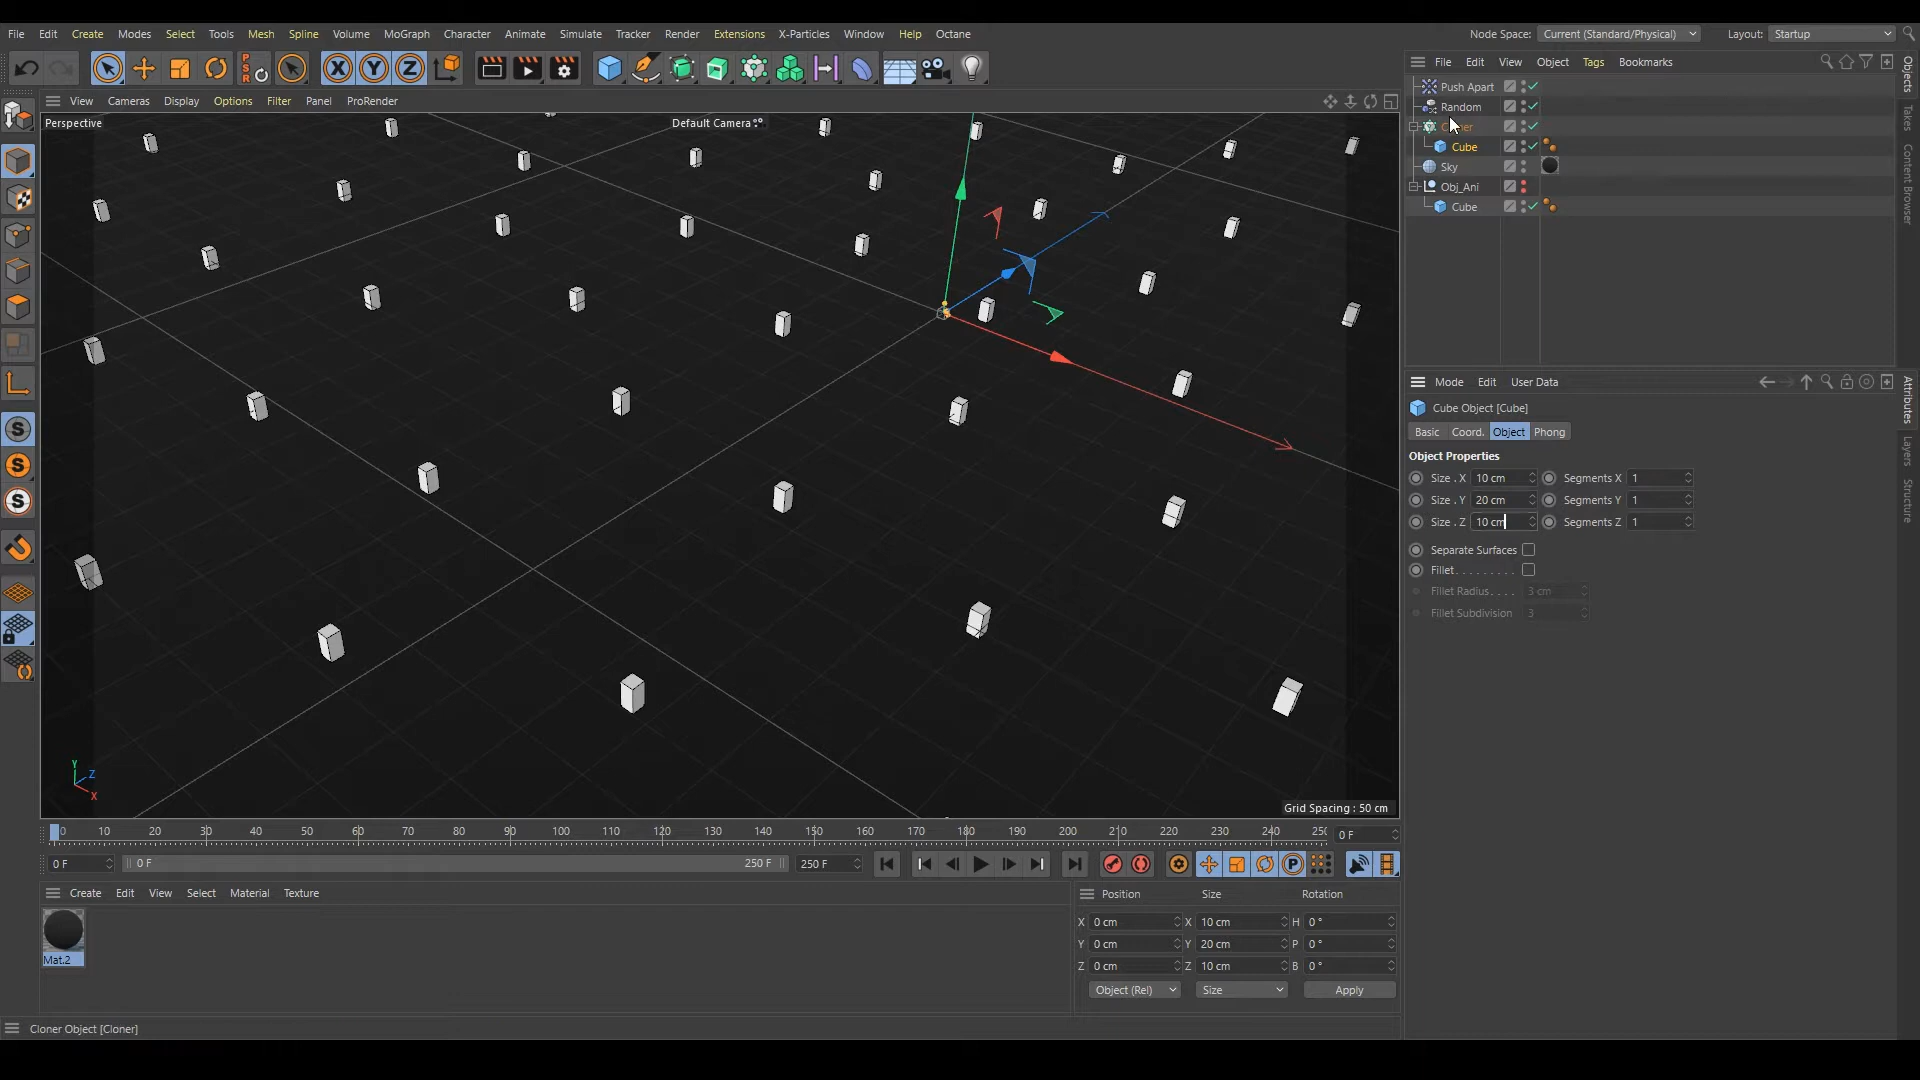 File Edit Create Modes Select Tools Mesh Spline Volume MoGraph Character Animate Simulate Tracker Render Extensions X-Particles Window Help Octane
Node Space: Current (Standard/Physical) Layout: Startup
PSR
X Y Z
View Cameras Display Options Filter Panel ProRender
Perspective
Default Camera
File Edit View Object Tags Bookmarks
Push Apart
Random
Cube
Sky
Obj_Ani
Cube
Objects
Takes
Content Browser
Mode Edit User Data
Cube Object [Cube]
Basic Coord. Object Phong
Object Properties
Size . X 10 cm Segments X 1
Size . Y 20 cm Segments Y 1
Size . Z 10 cm Segments Z 1
Separate Surfaces
Fillet
Fillet Radius 3 cm
Fillet Subdivision 3
Attributes
Layers
Structure
S
S
S
Y
Z
X
Grid Spacing : 50 cm
0 10 20 30 40 50 60 70 80 90 100 110 120 130 140 150 160 170 180 190 200 210 220 230 240 0 F
0 F 0 F 250 F 250 F
P
Create Edit View Select Material Texture
Mat.2
Position Size Rotation
X 0 cm X 10 cm H 0 °
Y 0 cm Y 20 cm P 0 °
Z 0 cm Z 10 cm B 0 °
Object (Rel) Size Apply
Cloner Object [Cloner]